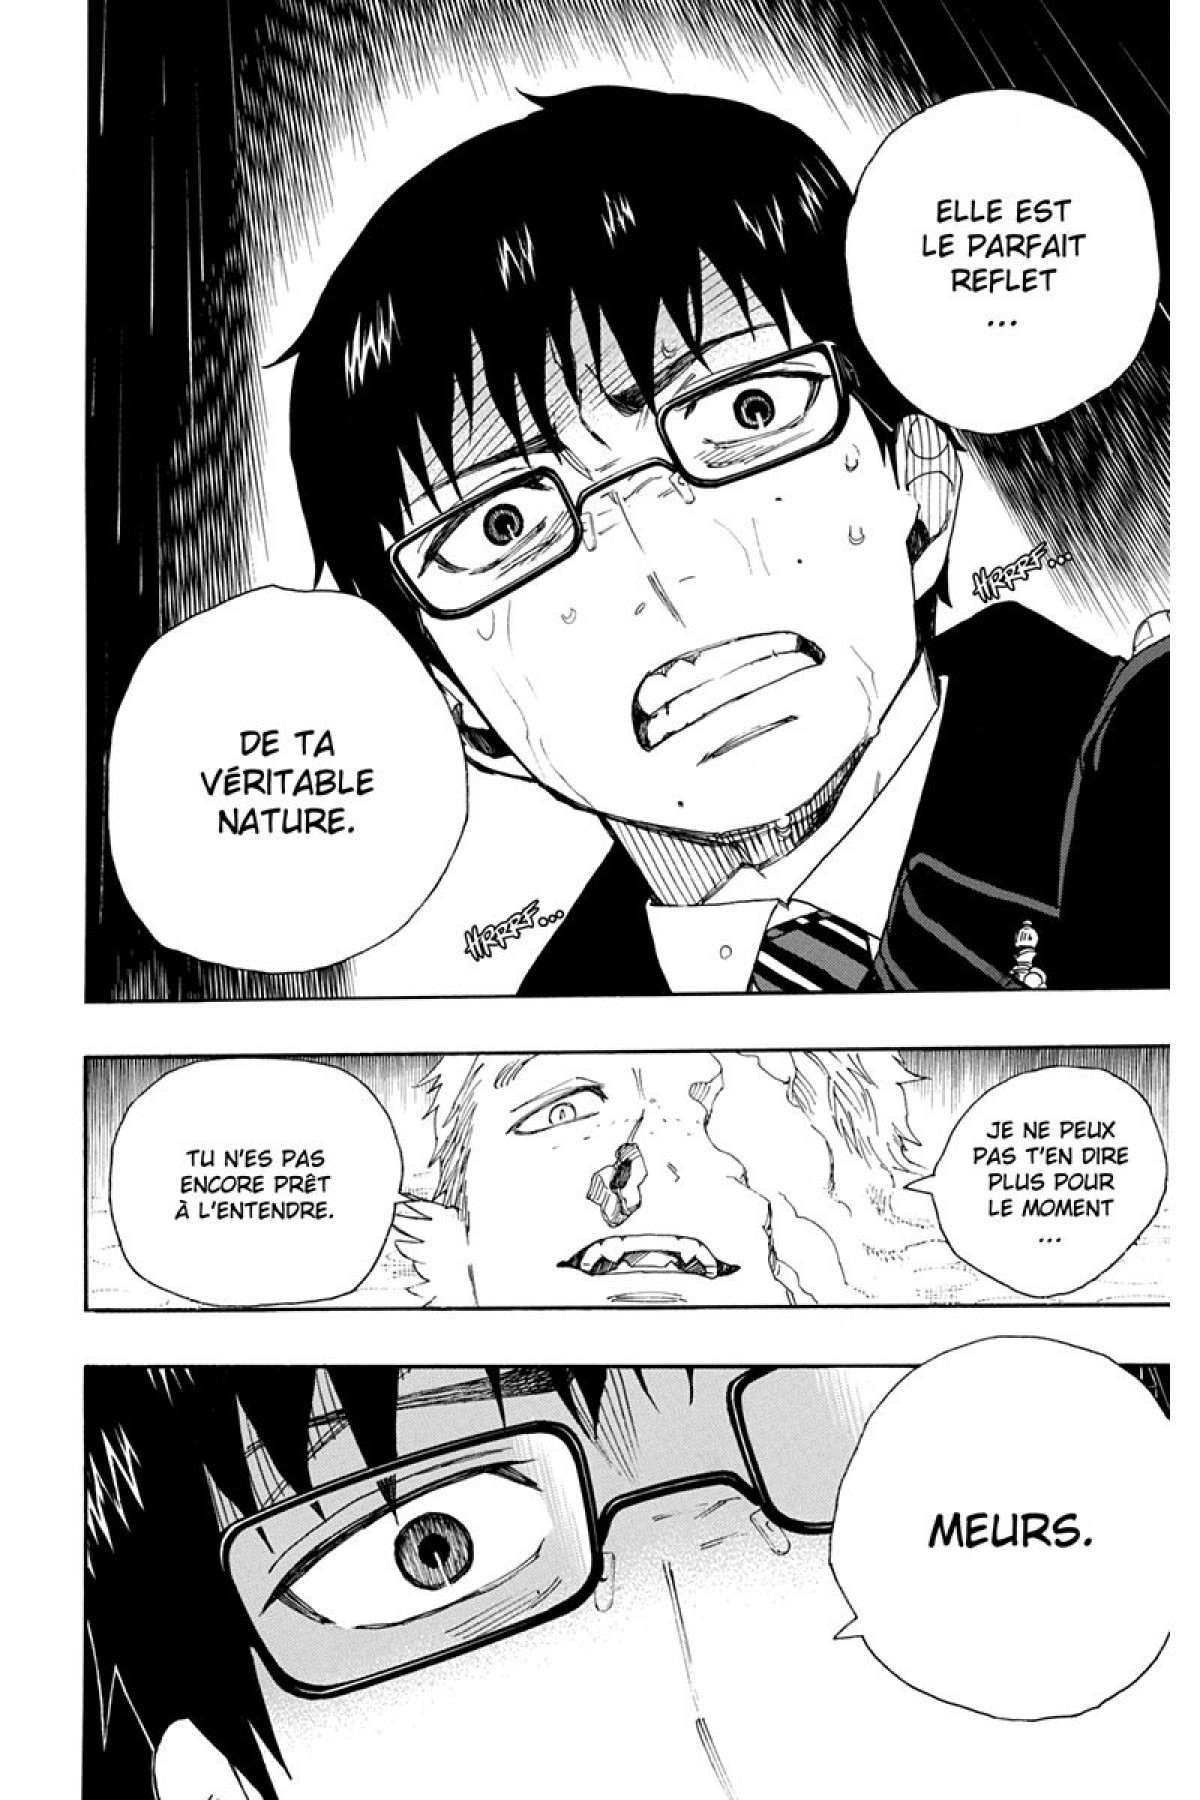 ELLE EST
LE PARFAIT
REFLET
...
HRRRF...
DE TA
VÉRITABLE
NATURE.
HRRRF...
JE NE PEUX
PAS T'EN DIRE
PLUS POUR
LE MOMENT
...
TU N'ES PAS
ENCORE PRÊT
À L'ENTENDRE.
MEURS.